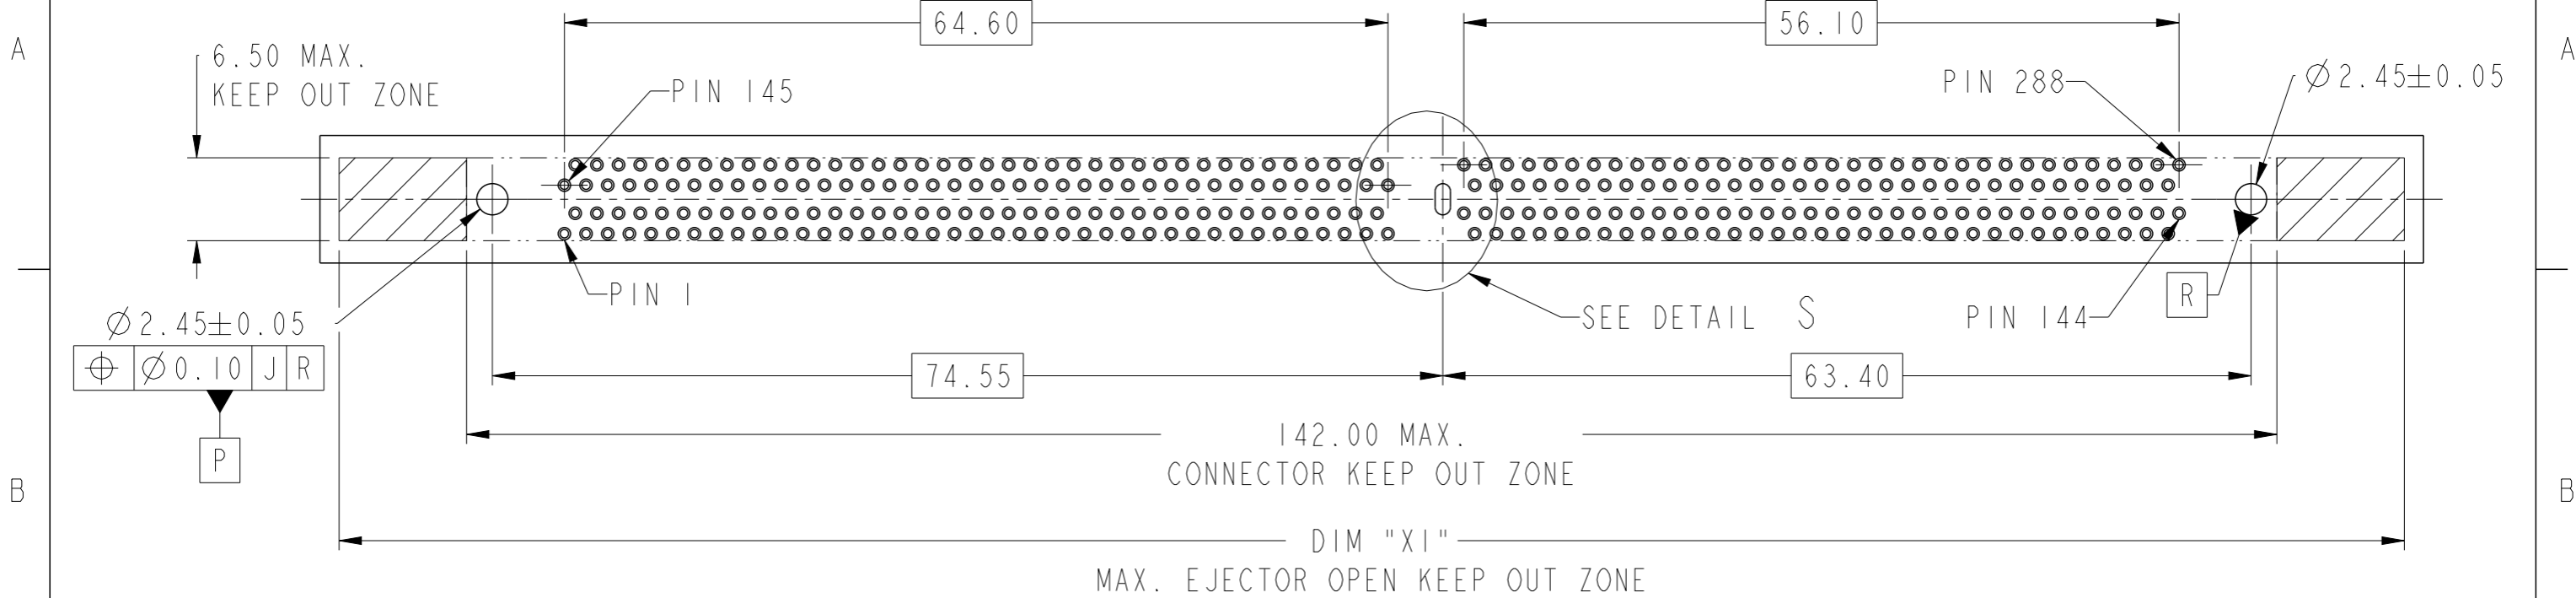 64.60
56.10
A
A
6.50 MAX.
KEEP OUT ZONE
PIN 145
PIN 288
Ø2.45±0.05
PIN 1
SEE DETAIL S
PIN 144
R
Ø2.45±0.05
⌖ Ø0.10 J R
74.55
63.40
P
142.00 MAX.
CONNECTOR KEEP OUT ZONE
B
B
DIM "X1"
MAX. EJECTOR OPEN KEEP OUT ZONE